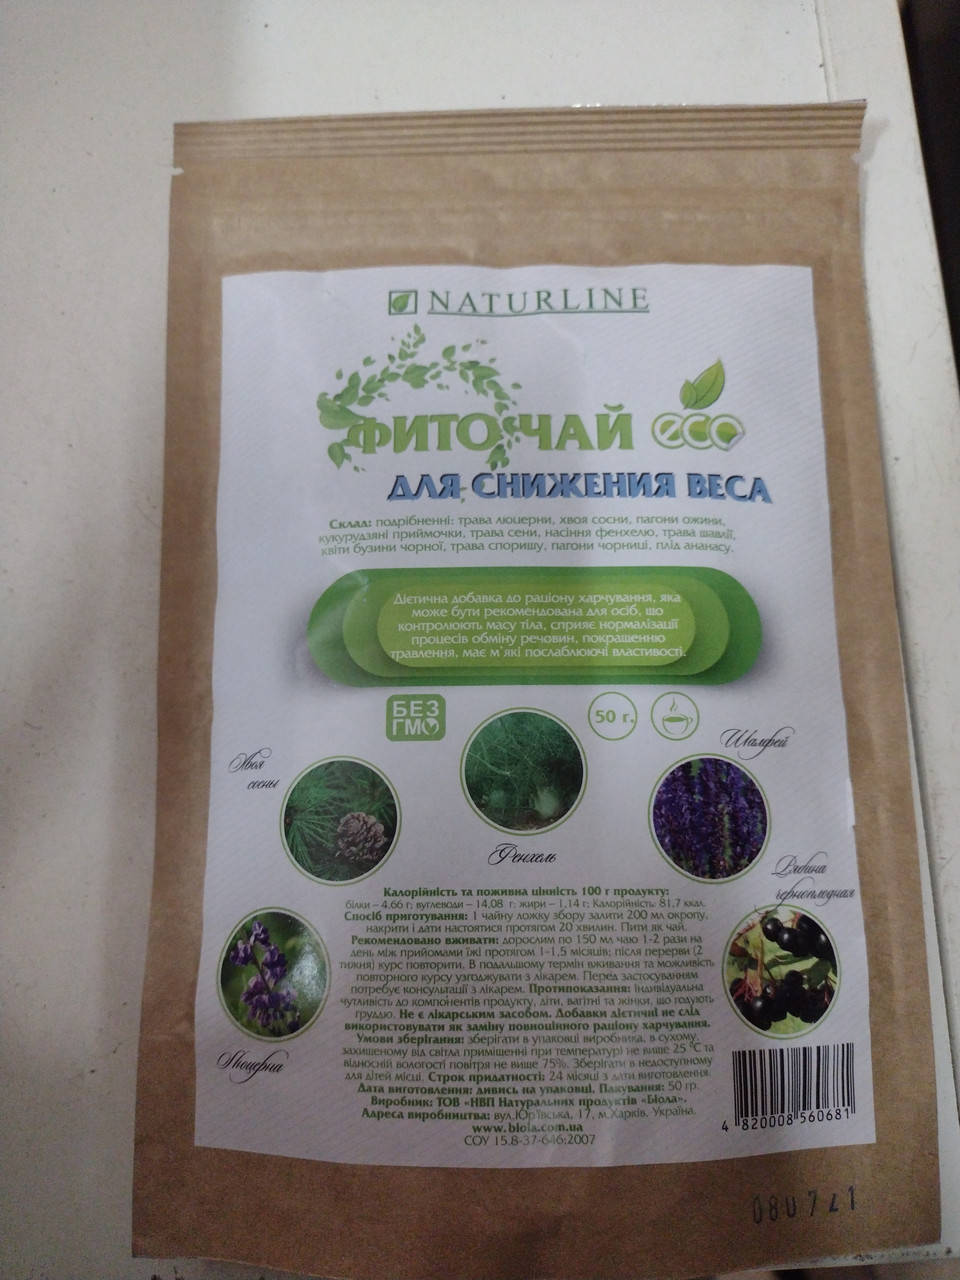 NATURLINE
ФИТОЧАЙ eco
ДЛЯ СНИЖЕНИЯ ВЕСА
Склад: подрібненні: трава люцерни, хвоя сосни, пагони ожини,
кукурудзяні приймочки, трава сени, насіння фенхелю, трава шавлії,
квіти бузини чорної, трава споришу, пагони чорниці, плід ананасу.
Дієтична добавка до раціону харчування, яка
може бути рекомендована для осіб, що
контролюють масу тіла, сприяє нормалізації
процесів обміну речовин, покращенню
травлення, має м'які послаблюючі властивості.
БЕЗ
ГМО
50 г.
Шалфей
Хвоя
сосны
Фенхель
Рябина
черноплодная
Люцерна
Калорійність та поживна цінність 100 г продукту:
білки – 4,66 г; вуглеводи – 14,08 г; жири – 1,14 г; Калорійність: 81,7 ккал.
Спосіб приготування: 1 чайну ложку збору залити 200 мл окропу,
накрити і дати настоятися протягом 20 хвилин. Пити як чай.
Рекомендовано вживати: дорослим по 150 мл чаю 1-2 рази на
день між прийомами їжі протягом 1-1,5 місяців; після перерви (2
тижня) курс повторити. В подальшому термін вживання та можливість
повторного курсу узгоджувати з лікарем. Перед застосуванням
потребує консультації з лікарем. Протипоказання: індивідуальна
чутливість до компонентів продукту, діти, вагітні та жінки, що годують
груддю. Не є лікарським засобом. Добавки дієтичні не слід
використовувати як заміну повноцінного раціону харчування.
Умови зберігання: зберігати в упаковці виробника, в сухому,
захищеному від світла приміщенні при температурі не вище 25 °С та
відносній вологості повітря не вище 75%. Зберігати в недоступному
для дітей місці. Строк придатності: 24 місяці з дати виготовлення.
Дата виготовлення: дивись на упаковці. Пакування: 50 гр.
Виробник: ТОВ «НВП Натуральних продуктів «Біола».
Адреса виробництва: вул.Юр'ївська, 17, м.Харків, Україна.
www.biola.com.ua
СОУ 15.8-37-646:2007
4 820008 560681
080721